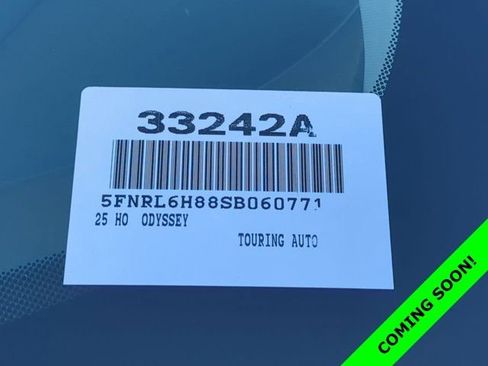 33242A
5FNRL6H88SB060771
25 HO ODYSSEY
TOURING AUTO
COMING SOON!